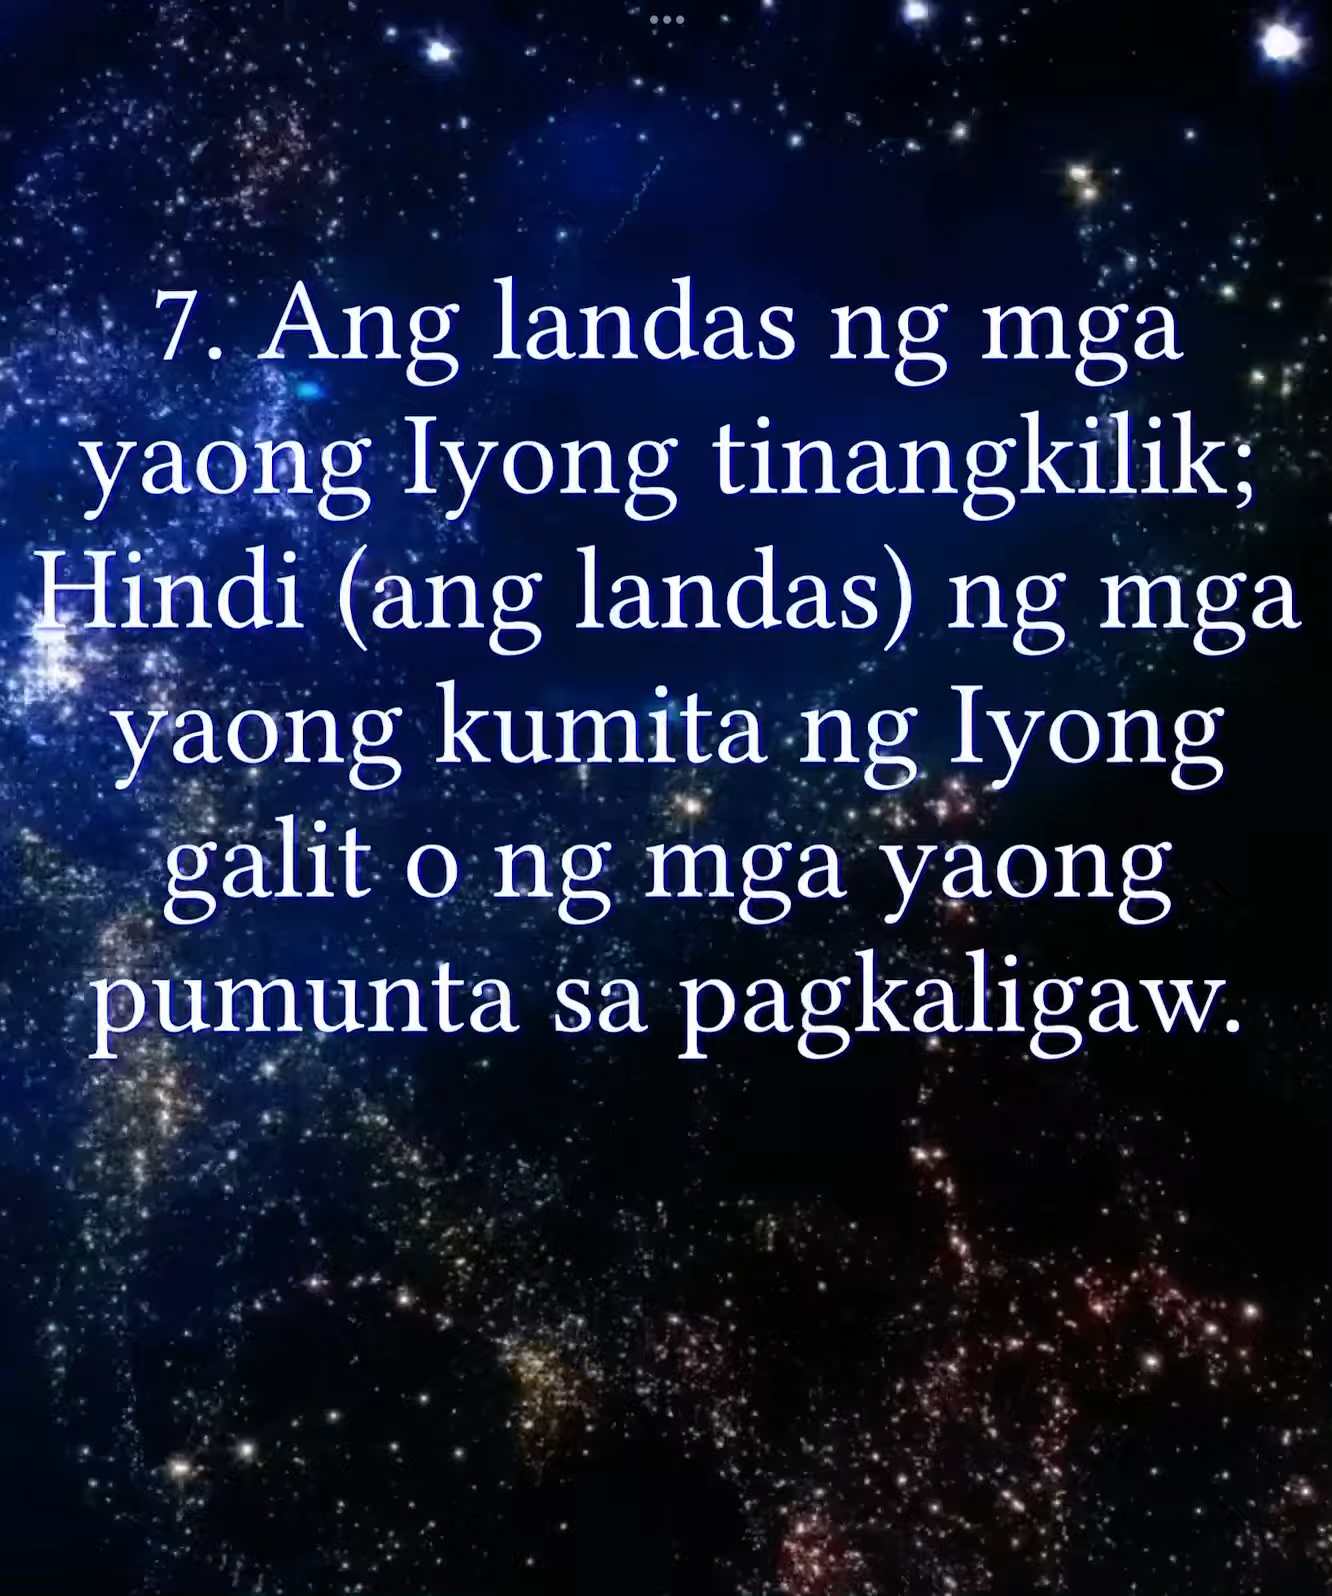 7. Ang landas ng mga
yaong Iyong tinangkilik;
Hindi (ang landas) ng mga
yaong kumita ng Iyong
galit o ng mga yaong
pumunta sa pagkaligaw.